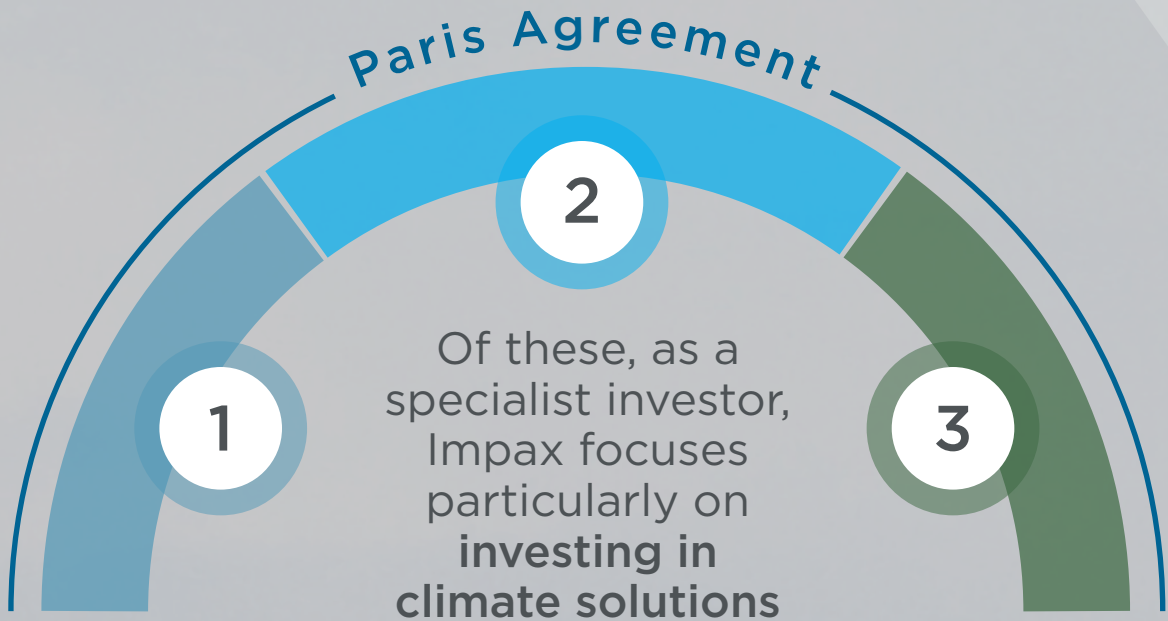 Paris Agreement
2
1
3
Of these, as a
specialist investor,
Impax focuses
particularly on
investing in
climate solutions